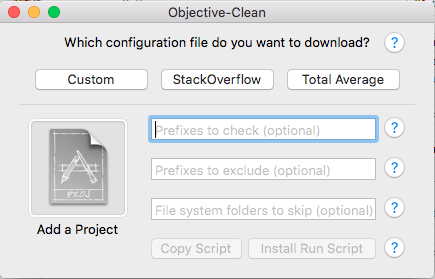 Objective-Clean
Which configuration file do you want to download? ?
Custom StackOverflow Total Average
Prefixes to check (optional) ?
Prefixes to exclude (optional) ?
File system folders to skip (optional) ?
PROJ
Add a Project
Copy Script Install Run Script ?